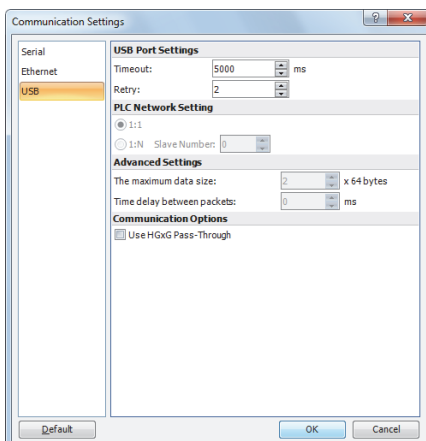 Communication Settings
Serial
Ethernet
USB
USB Port Settings
Timeout: 5000 ms
Retry: 2
PLC Network Setting
1:1
1:N Slave Number: 0
Advanced Settings
The maximum data size: 2 x 64 bytes
Time delay between packets: 0 ms
Communication Options
Use HGxG Pass-Through
Default OK Cancel